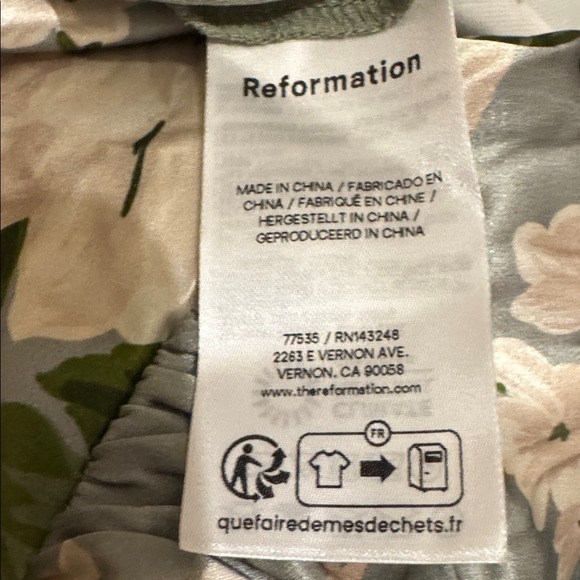 Reformation
MADE IN CHINA / FABRICADO EN
CHINA / FABRIQUÉ EN CHINE /
HERGESTELLT IN CHINA /
GEPRODUCEERD IN CHINA
77535 / RN143248
2263 E VERNON AVE.
VERNON, CA 90058
www.thereformation.com
FR
quefairedemesdechets.fr